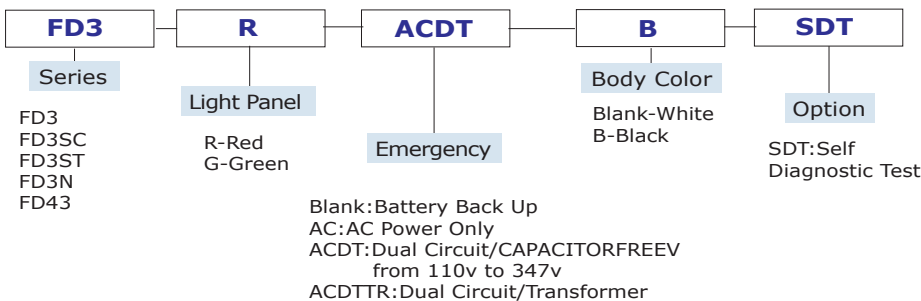 FD3 R ACDT B SDT
Series
Light Panel
Emergency
Body Color
Option
FD3
FD3SC
FD3ST
FD3N
FD43
R-Red
G-Green
Blank:Battery Back Up
AC:AC Power Only
ACDT:Dual Circuit/CAPACITORFREEV
from 110v to 347v
ACDTTR:Dual Circuit/Transformer
Blank-White
B-Black
SDT:Self
Diagnostic Test